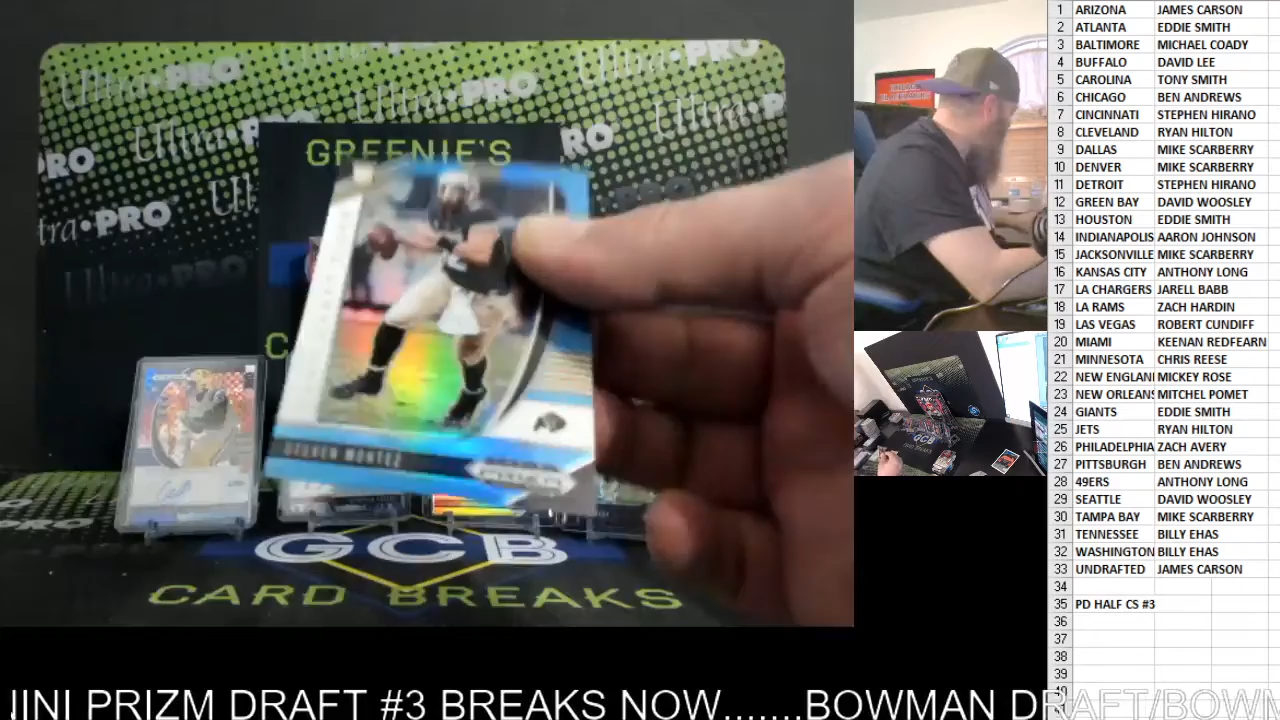 Ultra•PRO
GREENIE'S
STEVEN MONTEZ
GCB
CARD BREAKS
1 ARIZONA JAMES CARSON
2 ATLANTA EDDIE SMITH
3 BALTIMORE MICHAEL COADY
4 BUFFALO DAVID LEE
5 CAROLINA TONY SMITH
6 CHICAGO BEN ANDREWS
7 CINCINNATI STEPHEN HIRANO
8 CLEVELAND RYAN HILTON
9 DALLAS MIKE SCARBERRY
10 DENVER MIKE SCARBERRY
11 DETROIT STEPHEN HIRANO
12 GREEN BAY DAVID WOOSLEY
13 HOUSTON EDDIE SMITH
14 INDIANAPOLIS AARON JOHNSON
15 JACKSONVILLE MIKE SCARBERRY
16 KANSAS CITY ANTHONY LONG
17 LA CHARGERS JARELL BABB
18 LA RAMS ZACH HARDIN
19 LAS VEGAS ROBERT CUNDIFF
20 MIAMI KEENAN REDFEARN
21 MINNESOTA CHRIS REESE
22 NEW ENGLAN MICKEY ROSE
23 NEW ORLEANS MITCHEL POMET
24 GIANTS EDDIE SMITH
25 JETS RYAN HILTON
26 PHILADELPHIA ZACH AVERY
27 PITTSBURGH BEN ANDREWS
28 49ERS ANTHONY LONG
29 SEATTLE DAVID WOOSLEY
30 TAMPA BAY MIKE SCARBERRY
31 TENNESSEE BILLY EHAS
32 WASHINGTON BILLY EHAS
33 UNDRAFTED JAMES CARSON
34
35 PD HALF CS #3
36
37
38
39
40
INI PRIZM DRAFT #3 BREAKS NOW.......BOWMAN DRAFT/BOWM